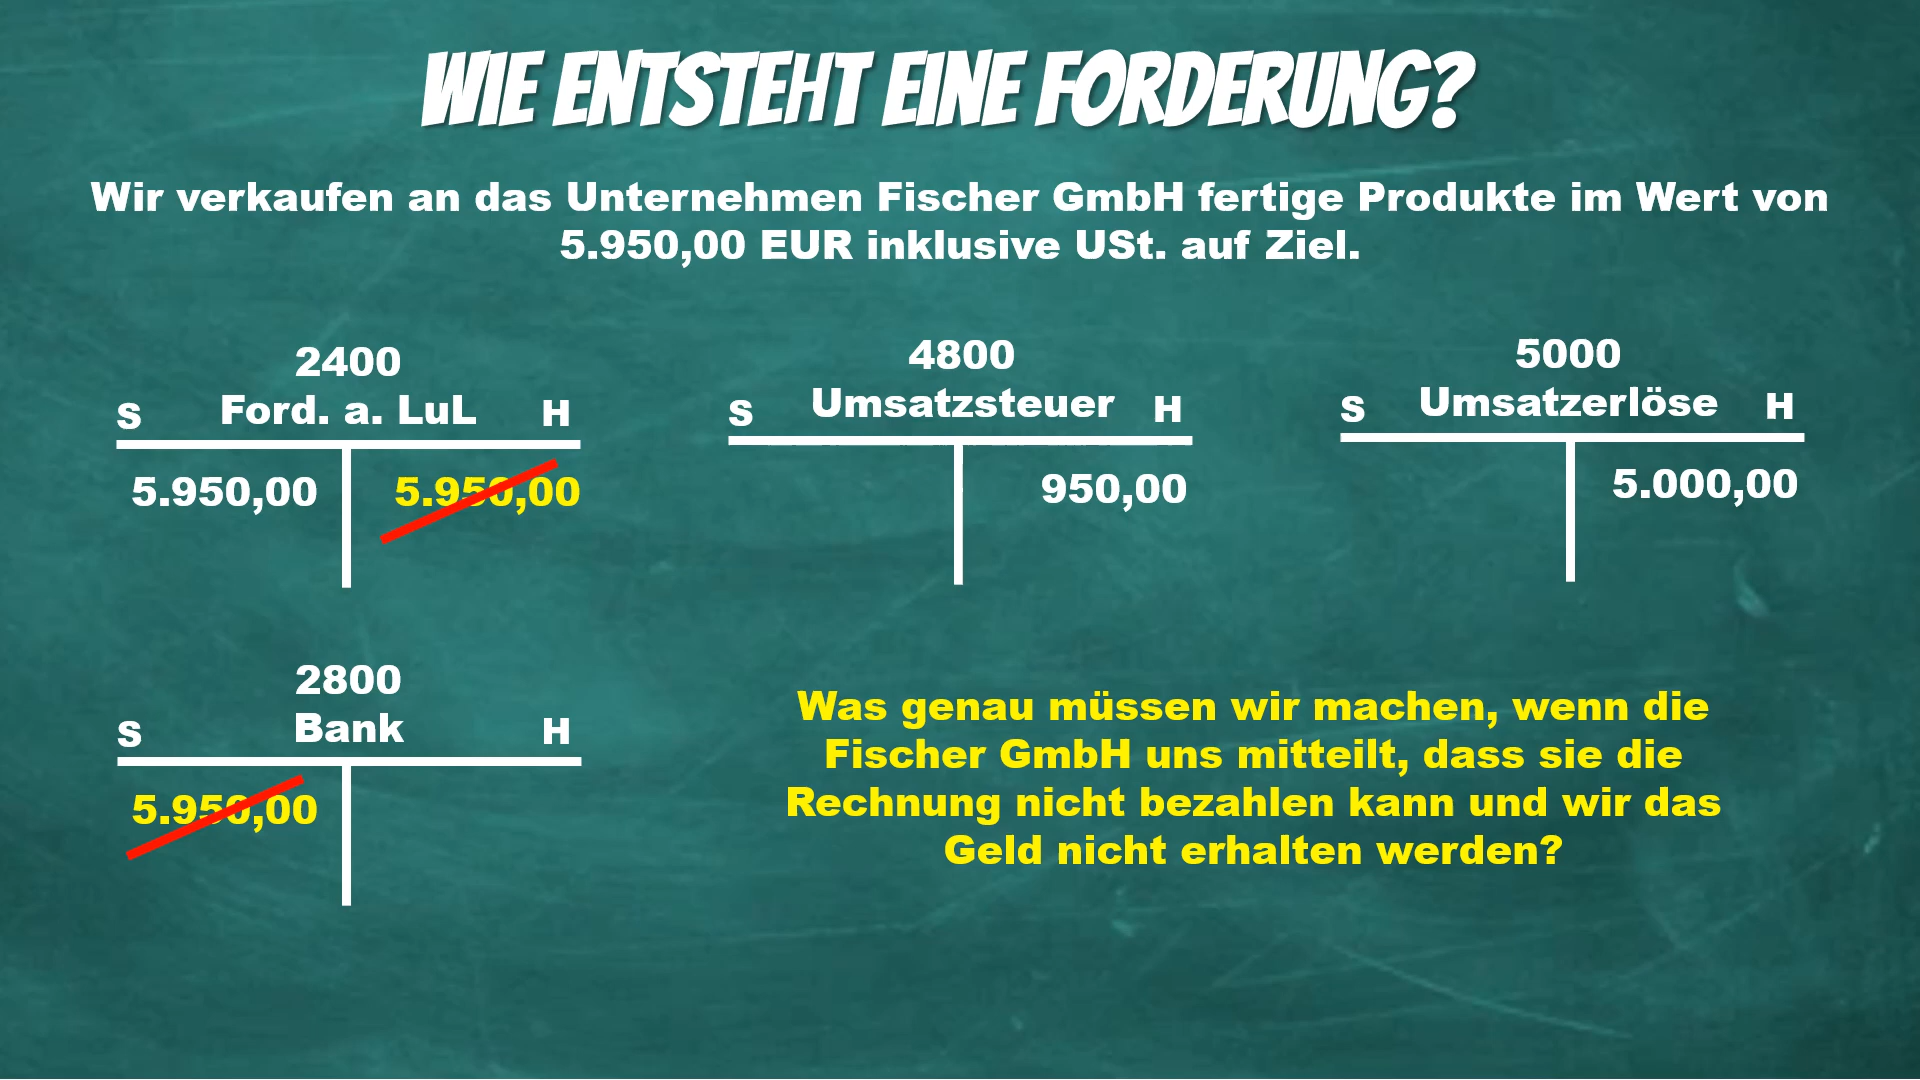 WIE ENTSTEHT EINE FORDERUNG?
Wir verkaufen an das Unternehmen Fischer GmbH fertige Produkte im Wert von
5.950,00 EUR inklusive USt. auf Ziel.
2400
S Ford. a. LuL H
5.950,00 5.950,00
4800
S Umsatzsteuer H
950,00
5000
S Umsatzerlöse H
5.000,00
2800
S Bank H
5.950,00
Was genau müssen wir machen, wenn die
Fischer GmbH uns mitteilt, dass sie die
Rechnung nicht bezahlen kann und wir das
Geld nicht erhalten werden?